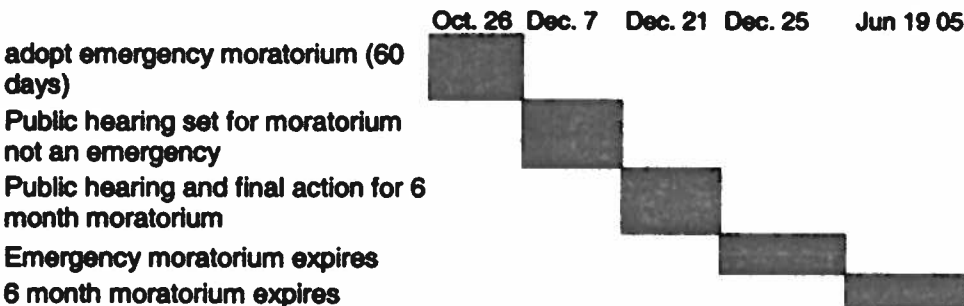 Oct. 26 Dec. 7 Dec. 21 Dec. 25 Jun 19 05
adopt emergency moratorium (60
days)
Public hearing set for moratorium
not an emergency
Public hearing and final action for 6
month moratorium
Emergency moratorium expires
6 month moratorium expires